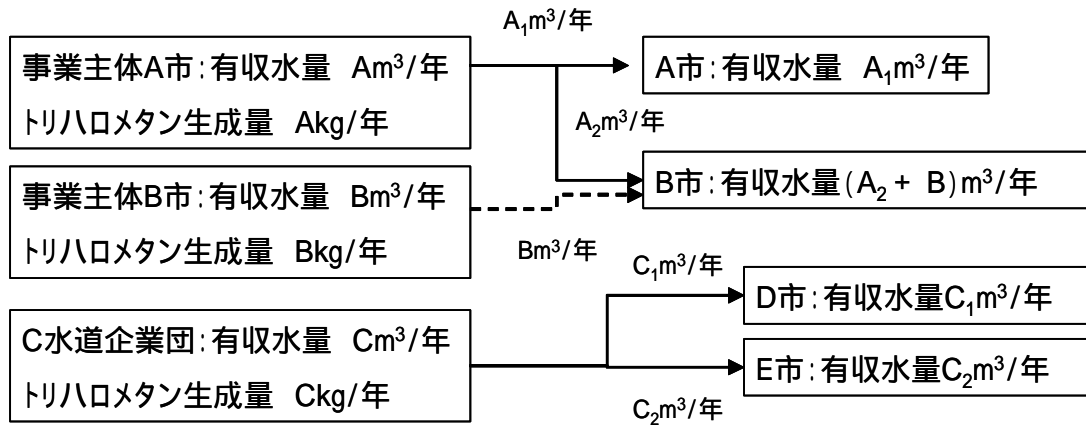 A₁m³/年
事業主体A市:有収水量 Am³/年
トリハロメタン生成量 Akg/年
A市:有収水量 A₁m³/年
A₂m³/年
事業主体B市:有収水量 Bm³/年
トリハロメタン生成量 Bkg/年
B市:有収水量(A₂ + B)m³/年
Bm³/年
C₁m³/年
D市:有収水量C₁m³/年
C水道企業団:有収水量 Cm³/年
トリハロメタン生成量 Ckg/年
E市:有収水量C₂m³/年
C₂m³/年